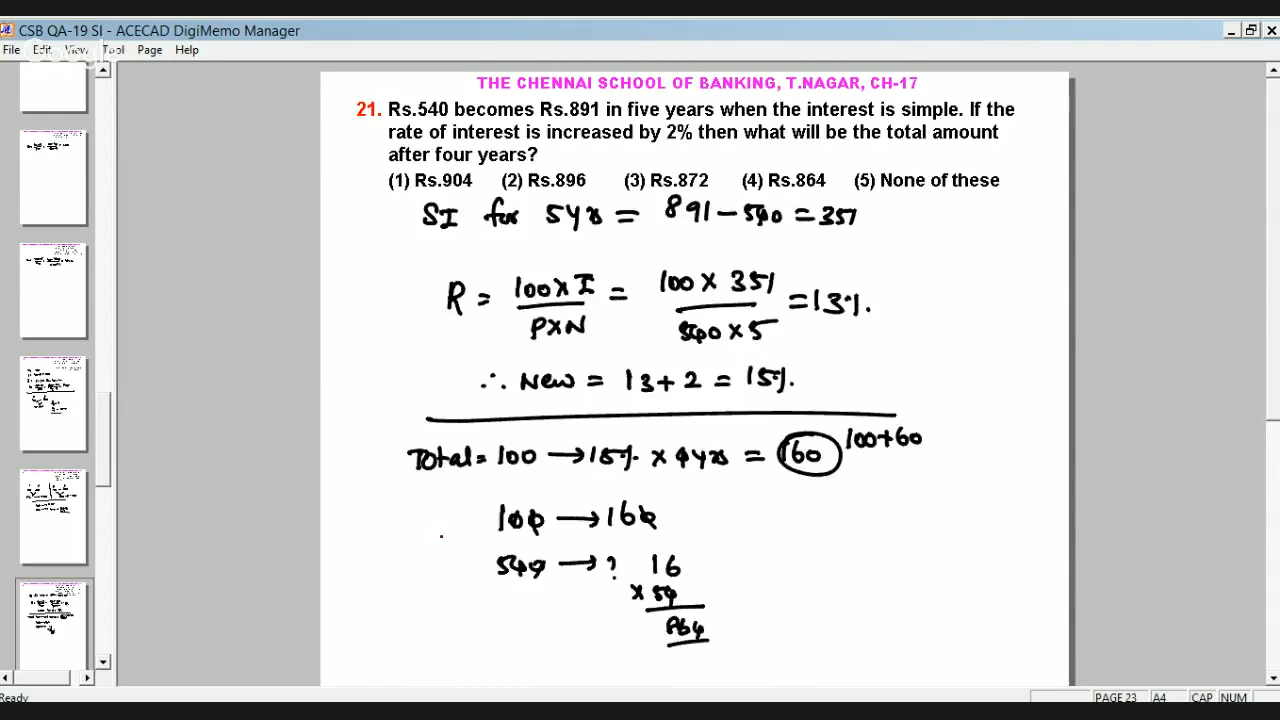 CSB QA-19 SI - ACECAD DigiMemo Manager
File Edit View Tool Page Help
Google
THE CHENNAI SCHOOL OF BANKING, T.NAGAR, CH-17
21. Rs.540 becomes Rs.891 in five years when the interest is simple. If the
rate of interest is increased by 2% then what will be the total amount
after four years?
(1) Rs.904 (2) Rs.896 (3) Rs.872 (4) Rs.864 (5) None of these
SI for 5yrs = 891 - 540 = 351
R = 100 x I / P x N = 100 x 351 / 540 x 5 = 13%.
∴ New = 13 + 2 = 15%.
Total = 100 → 15% x 4yrs = 160 100+60
100 → 160
540 → ? 16
x 54
864
Ready PAGE 23 A4 CAP NUM